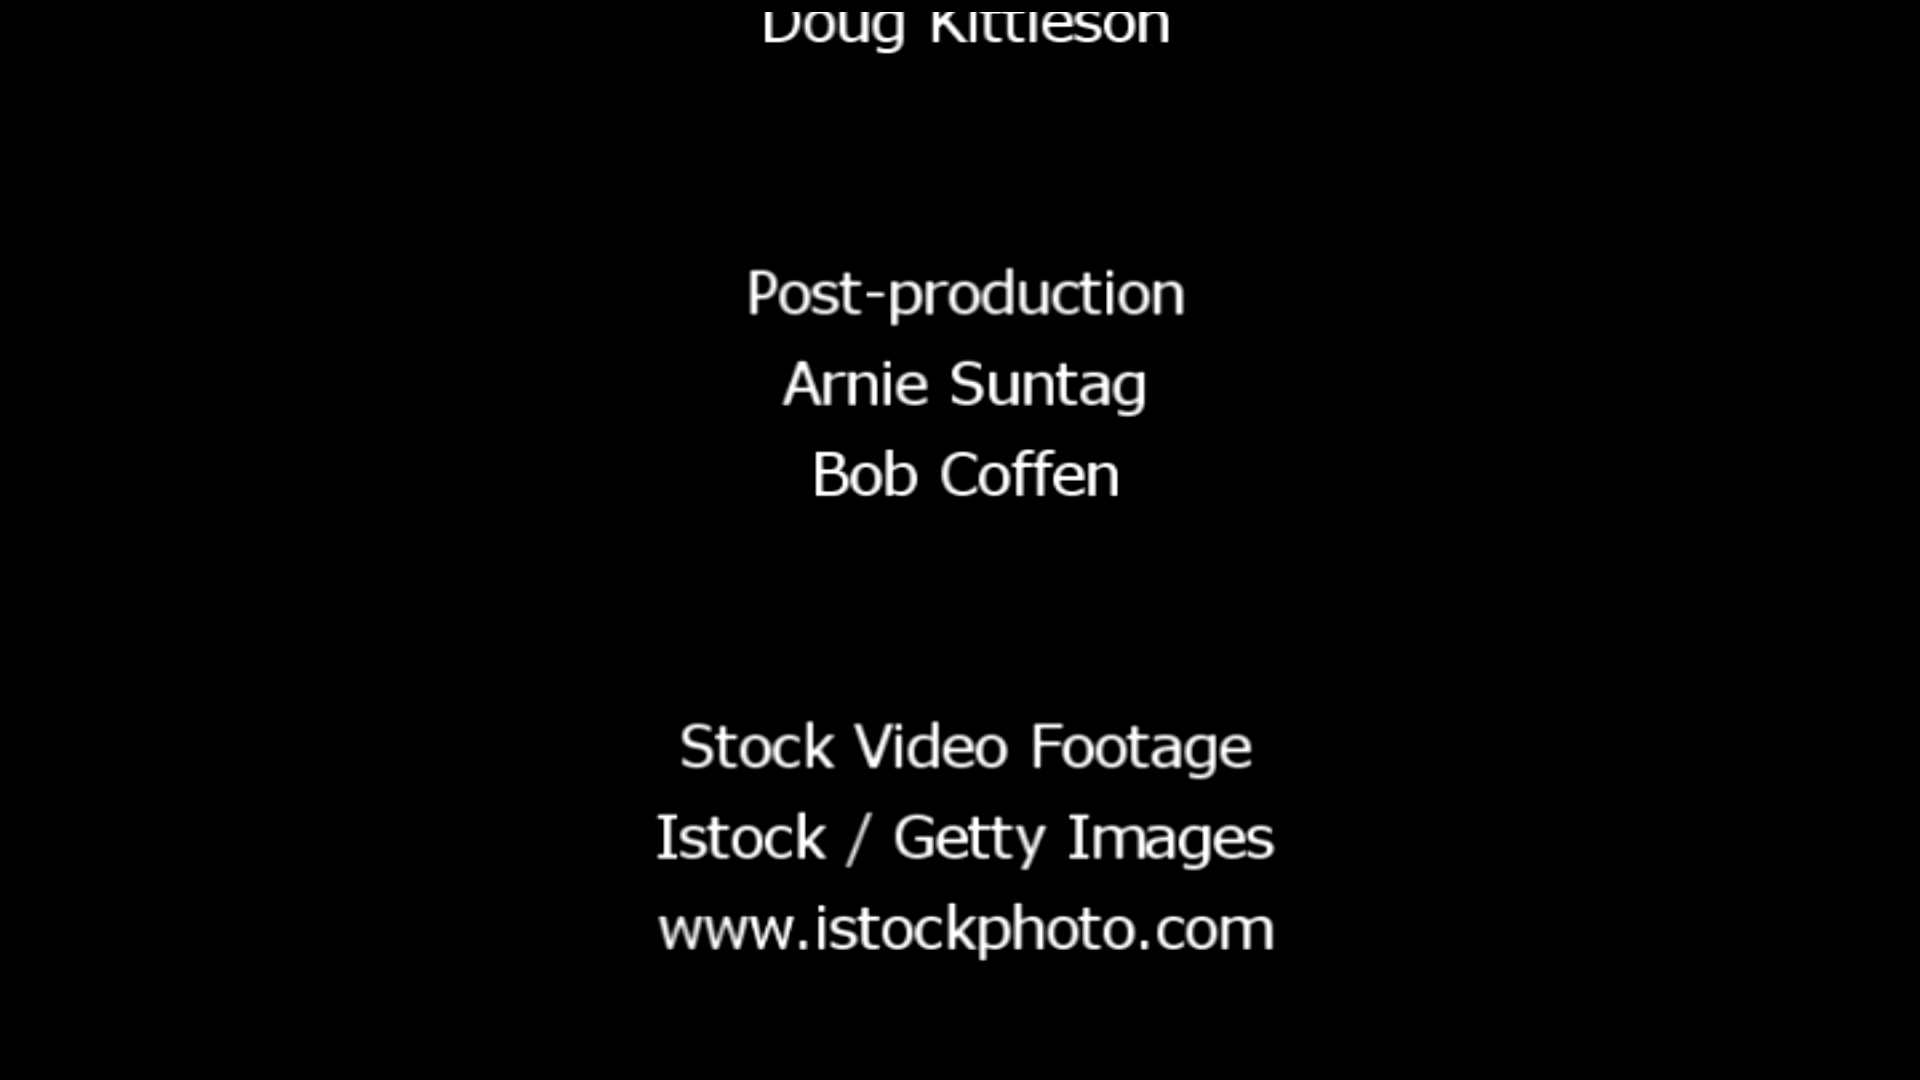 Doug Kittleson
Post-production
Arnie Suntag
Bob Coffen
Stock Video Footage
Istock / Getty Images
www.istockphoto.com